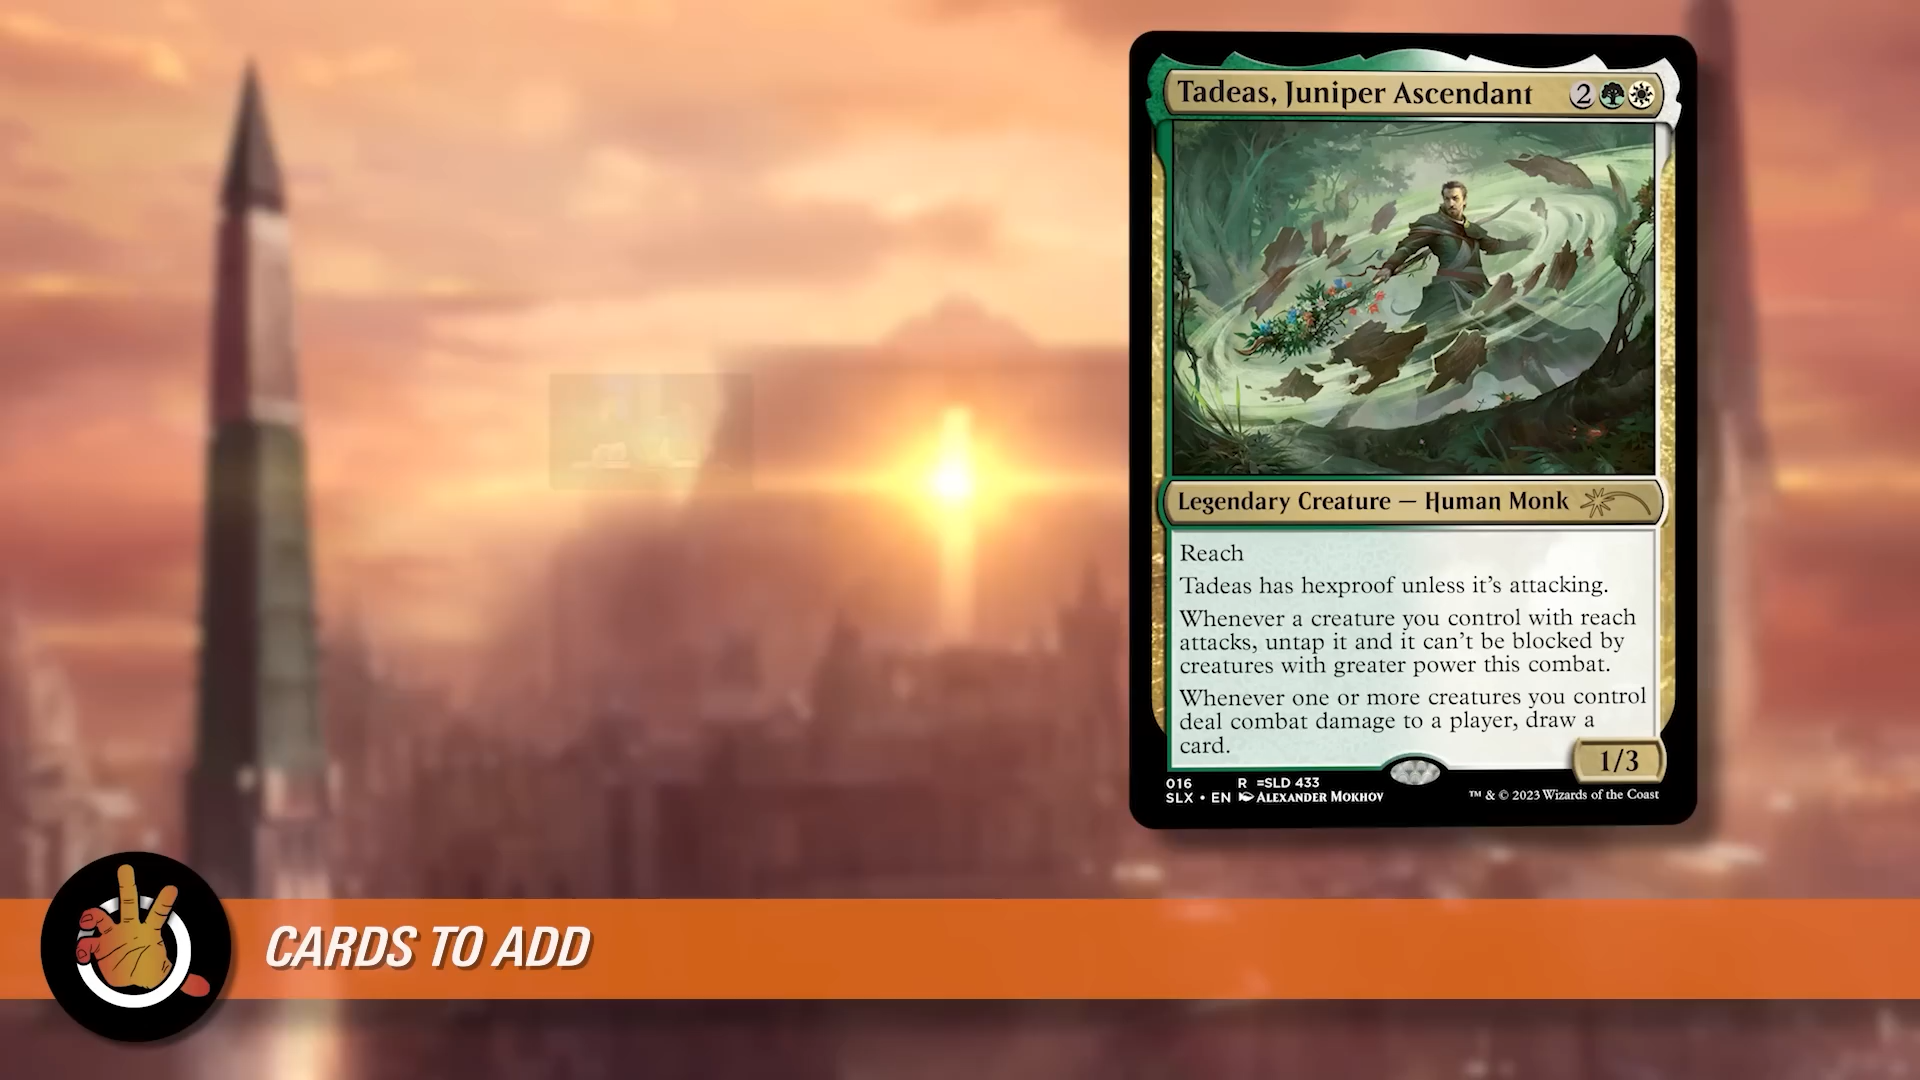 Tadeas, Juniper Ascendant 2
Legendary Creature — Human Monk
Reach
Tadeas has hexproof unless it's attacking.
Whenever a creature you control with reach
attacks, untap it and it can't be blocked by
creatures with greater power this combat.
Whenever one or more creatures you control
deal combat damage to a player, draw a
card.
1/3
016 R =SLD 433
SLX • EN ALEXANDER MOKHOV
™ & © 2023 Wizards of the Coast
CARDS TO ADD